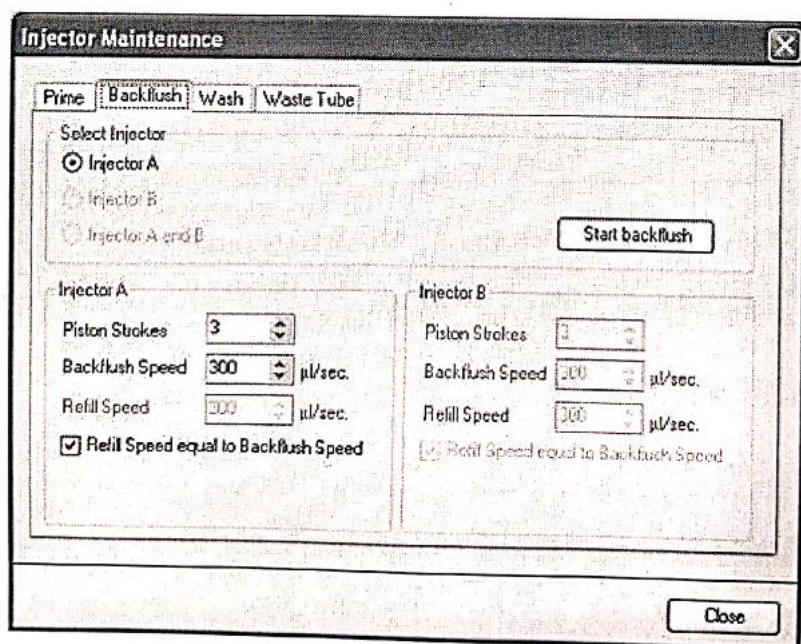 Injector Maintenance
Prime Backflush Wash Waste Tube
Select Injector
Injector A
Injector B
Injector A and B
Start backflush
Injector A
Piston Strokes 3
Backflush Speed 300 µl/sec.
Refill Speed 300 µl/sec.
Refill Speed equal to Backflush Speed
Injector B
Piston Strokes 3
Backflush Speed 300 µl/sec.
Refill Speed 300 µl/sec.
Refill Speed equal to Backflush Speed
Close